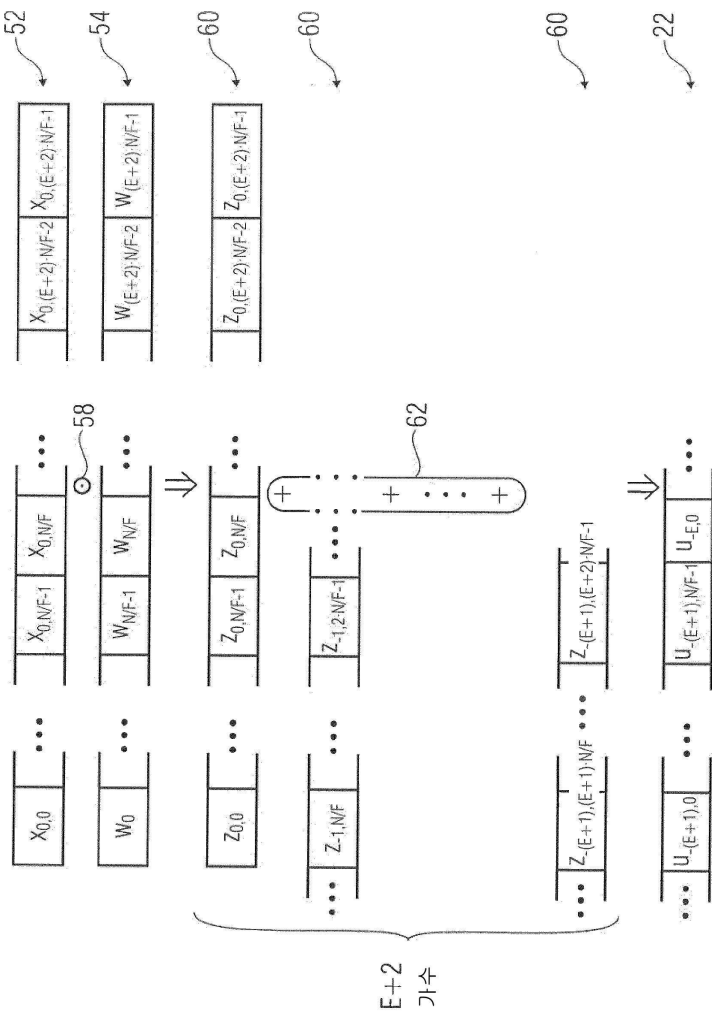 X0,0 ••• X0,N/F-1 X0,N/F ••• X0,(E+2)·N/F-2 X0,(E+2)·N/F-1 52
⊙ 58
W0 ••• WN/F-1 WN/F ••• W(E+2)·N/F-2 W(E+2)·N/F-1 54
⇓
Z0,0 ••• Z0,N/F-1 Z0,N/F ••• Z0,(E+2)·N/F-2 Z0,(E+2)·N/F-1 60
+
••• Z-1,N/F ••• Z-1,2·N/F-1 ••• 60
E+2
가수
+ ••• + 62
••• Z-(E+1),(E+1)·N/F ••• Z-(E+1),(E+2)·N/F-1 60
⇓
••• u-(E+1),0 ••• u-(E+1),N/F-1 u-E,0 ••• 22